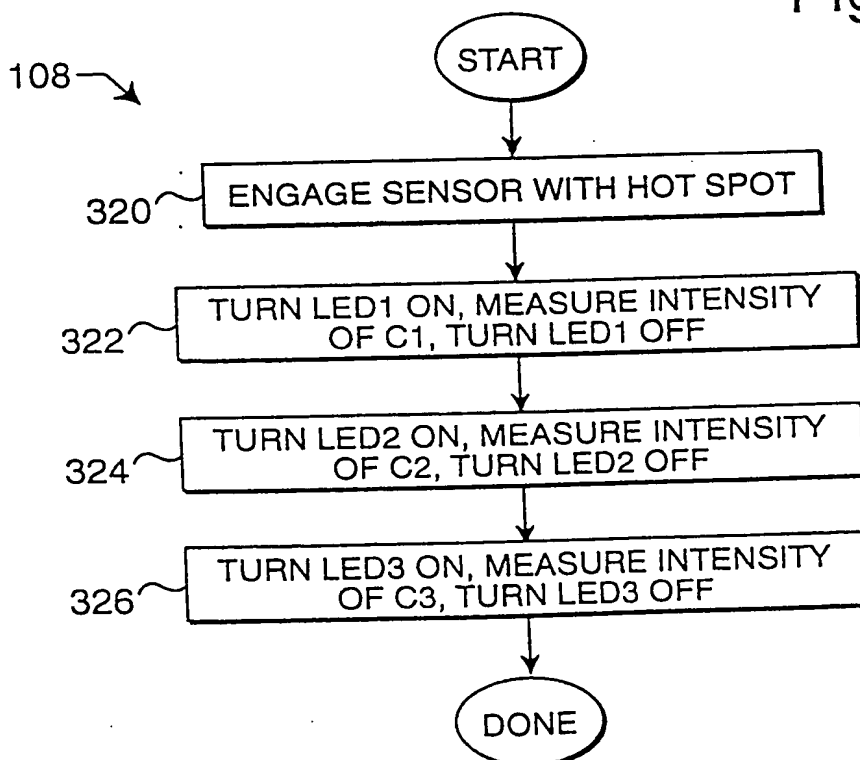 START
108
ENGAGE SENSOR WITH HOT SPOT
320
TURN LED1 ON, MEASURE INTENSITY
OF C1, TURN LED1 OFF
322
TURN LED2 ON, MEASURE INTENSITY
OF C2, TURN LED2 OFF
324
TURN LED3 ON, MEASURE INTENSITY
OF C3, TURN LED3 OFF
326
DONE